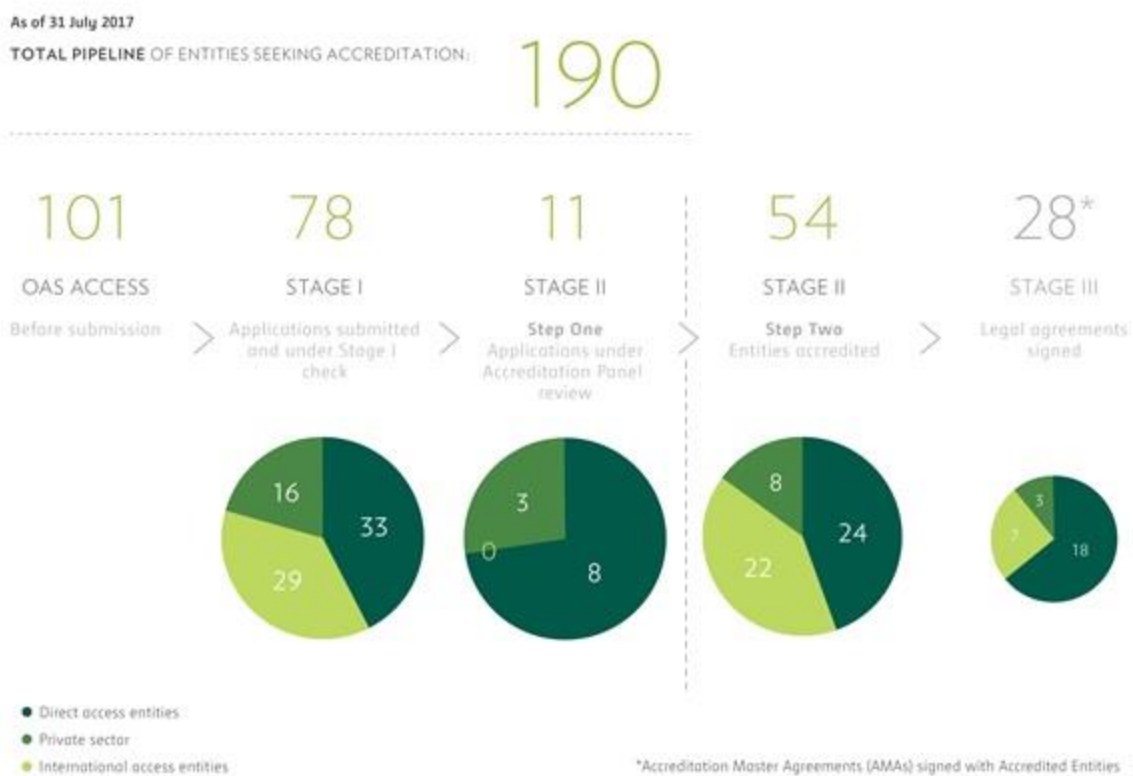 As of 31 July 2017
TOTAL PIPELINE OF ENTITIES SEEKING ACCREDITATION:
190
101
78
11
54
28*
OAS ACCESS
STAGE I
STAGE II
STAGE II
STAGE III
Before submission
>
Applications submitted
and under Stage I
check
>
Step One
Applications under
Accreditation Panel
review
>
Step Two
Entities accredited
>
Legal agreements
signed
16
33
29
3
0
8
8
24
22
3
7
18
Direct access entities
Private sector
International access entities
*Accreditation Master Agreements (AMAs) signed with Accredited Entities